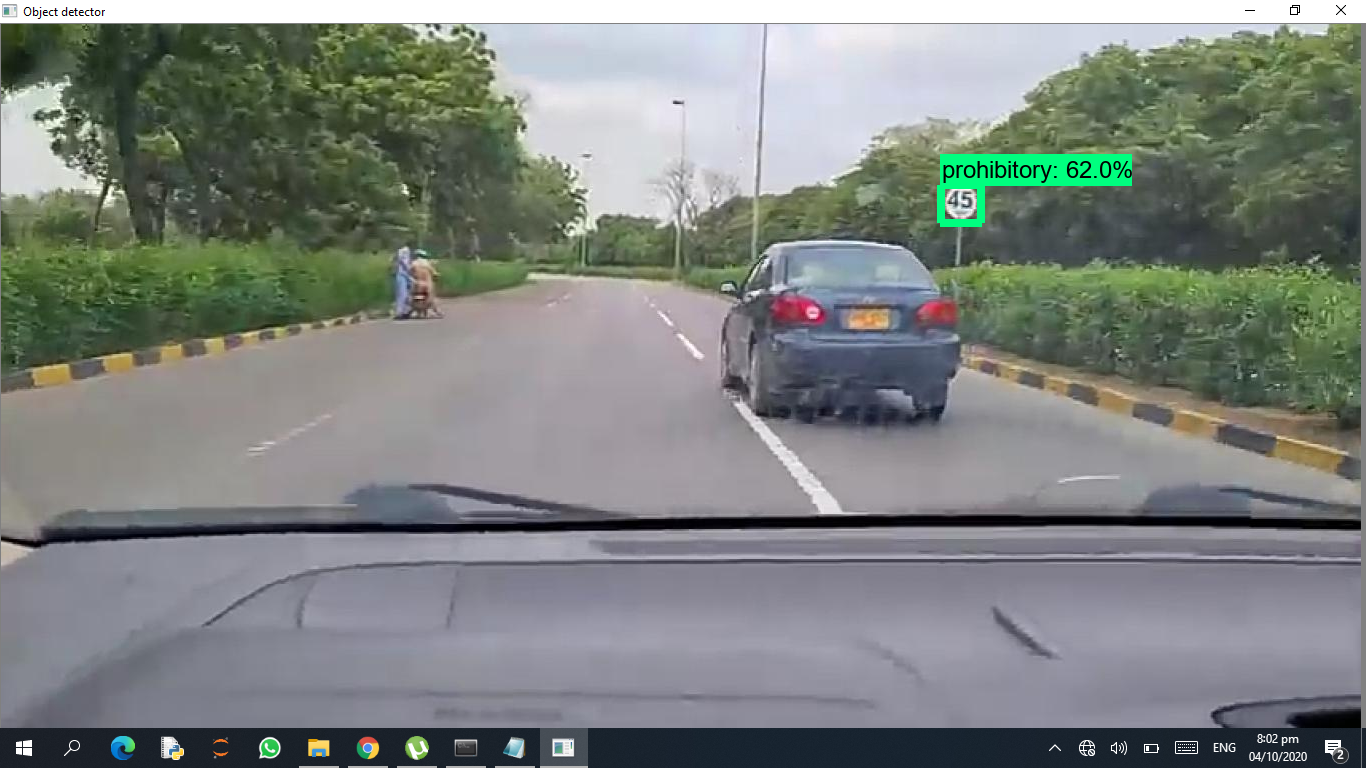 Object detector
prohibitory: 62.0%
45
ENG
8:02 pm
04/10/2020
2